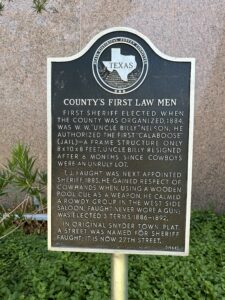 TEXAS
COUNTY'S FIRST LAW MEN
FIRST SHERIFF ELECTED WHEN
THE COUNTY WAS ORGANIZED, 1884,
WAS W.W. "UNCLE BILLY" NELSON. HE
AUTHORIZED THE FIRST "CALABOOSE"
(JAIL)—A FRAME STRUCTURE ONLY
8x10x8 FEET. UNCLE BILLY RESIGNED
AFTER 6 MONTHS SINCE COWBOYS
WERE AN UNRULY LOT.
FAUGHT WAS NEXT APPOINTED
SHERIFF, 1885. HE GAINED RESPECT OF
COWHANDS WHEN, USING A WOODEN
POOL CUE AS A WEAPON, HE CALMED
A ROWDY GROUP IN THE WEST SIDE
SALOON. FAUGHT NEVER WORE A GUN,
WAS ELECTED 3 TERMS, 1886-1892.
IN ORIGINAL SNYDER TOWN PLAT,
A STREET WAS NAMED FOR SHERIFF
FAUGHT; IT IS NOW 27TH STREET.